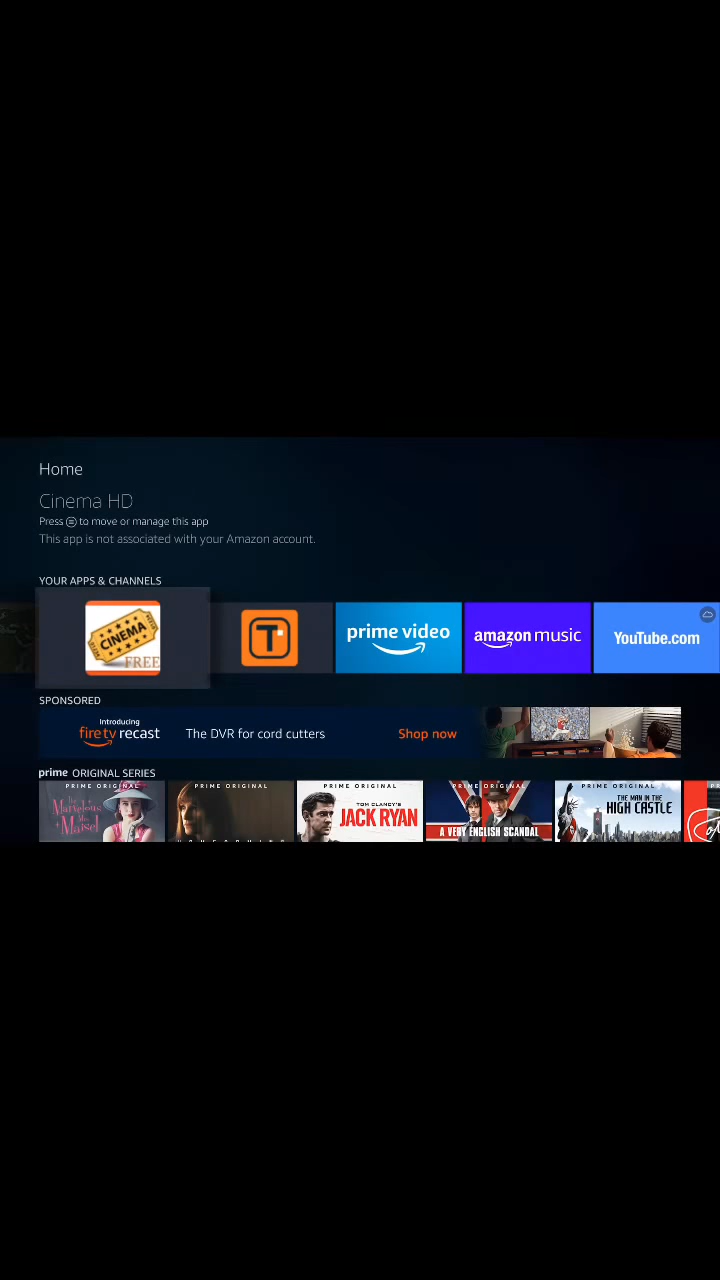 Home
Cinema HD
Press to move or manage this app
This app is not associated with your Amazon account.
YOUR APPS & CHANNELS
CINEMA
FREE
T
prime video
amazon music
YouTube.com
SPONSORED
Introducing
fire tv recast
The DVR for cord cutters
Shop now
prime ORIGINAL SERIES
PRIME ORIGINAL
The Marvelous Mrs. Maisel
PRIME ORIGINAL
PRIME ORIGINAL
TOM CLANCY'S
JACK RYAN
PRIME ORIGINAL
A VERY ENGLISH SCANDAL
PRIME ORIGINAL
THE MAN IN THE
HIGH CASTLE